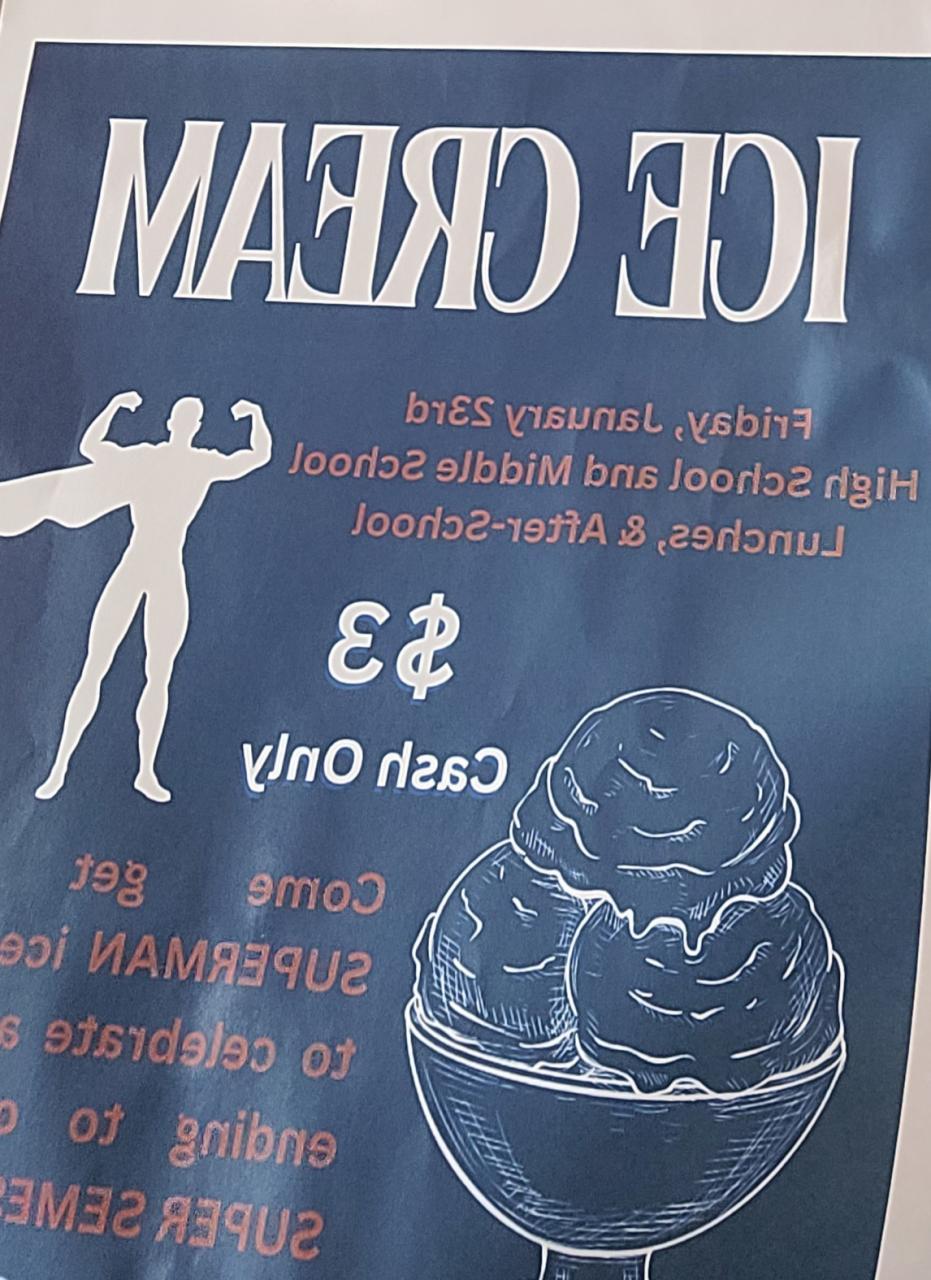 ICE CREAM
Friday, January 23rd
High School and Middle School
Lunches, & After-School
$3
Cash Only
Come get
SUPERMAN ice
to celebrate a
ending to
SUPER